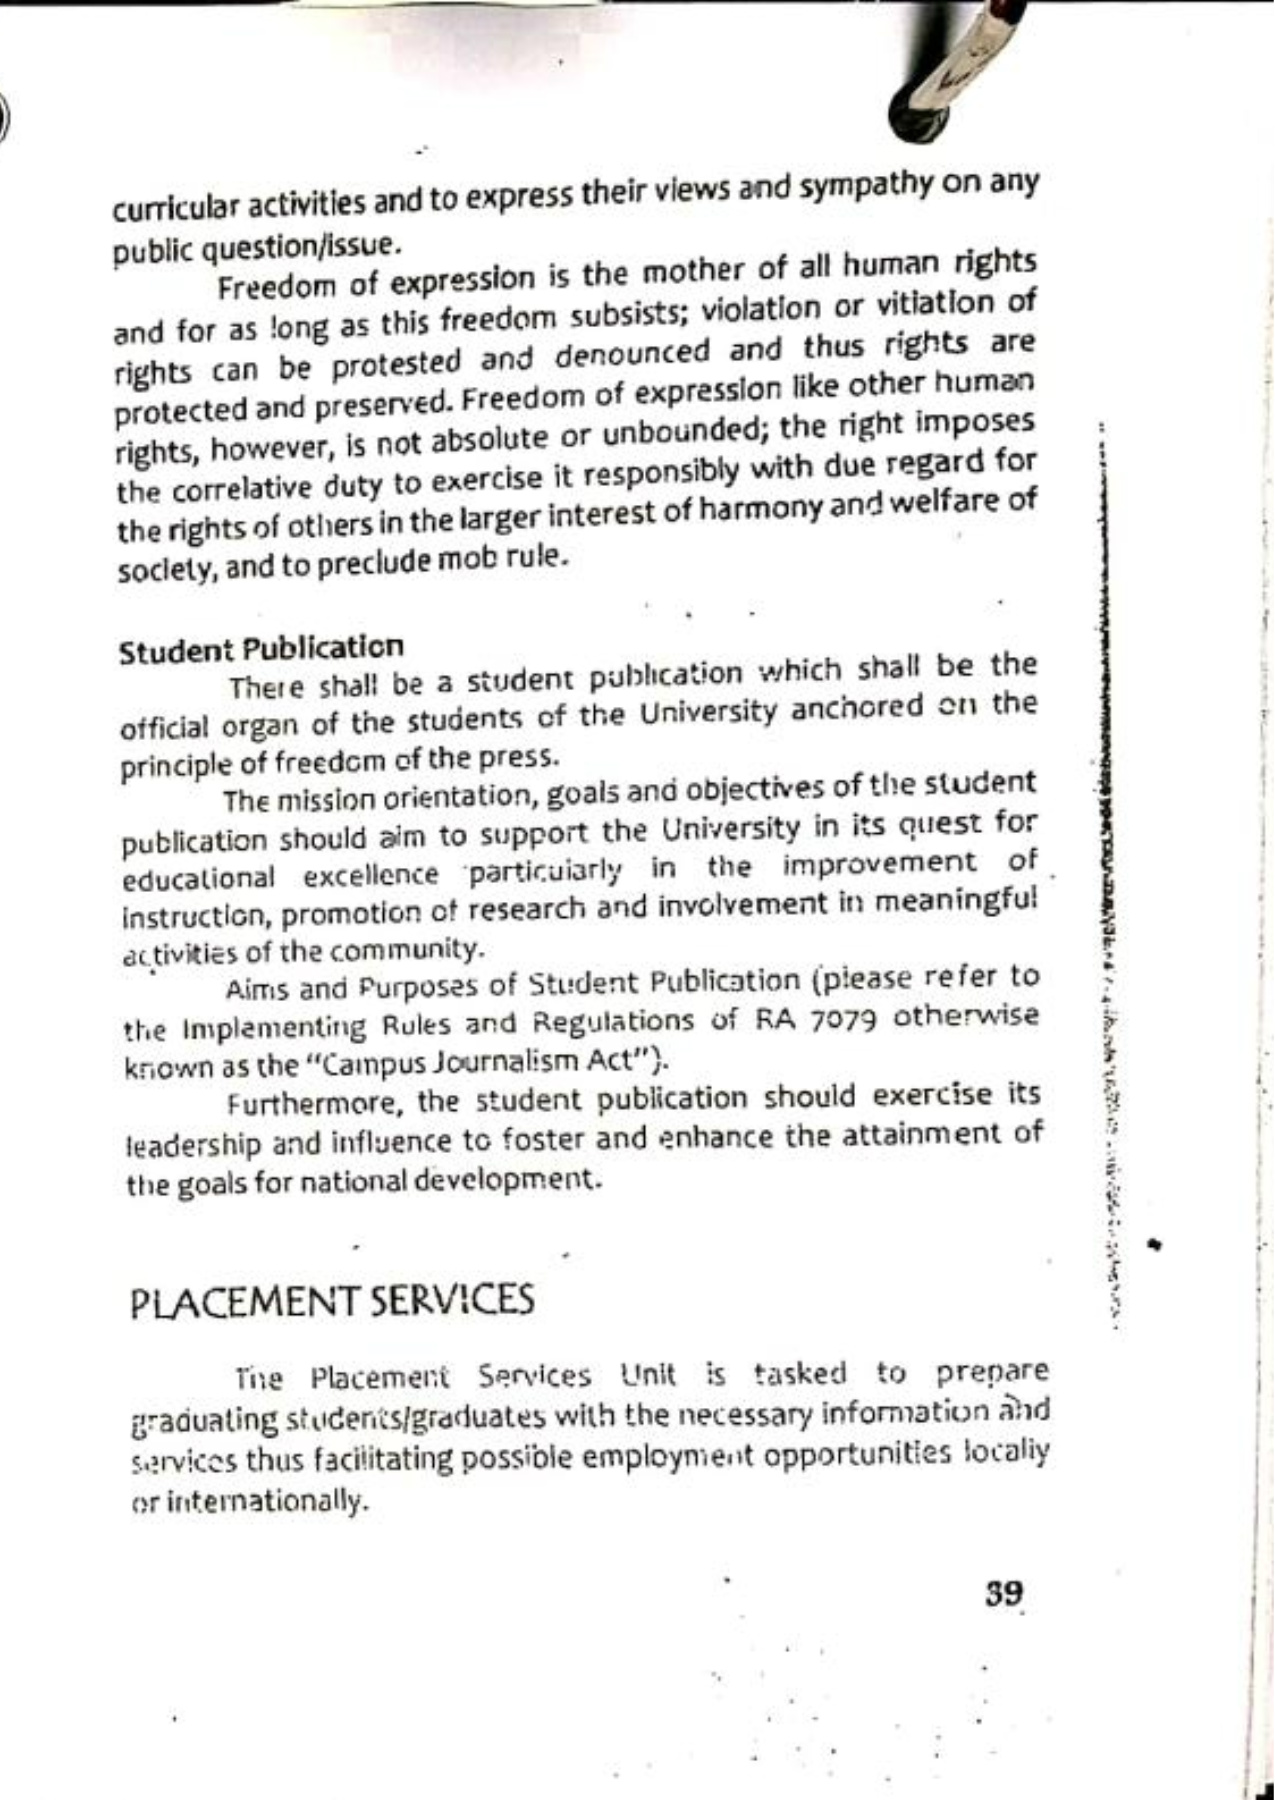 curricular activities and to express their views and sympathy on any
public question/issue.
Freedom of expression is the mother of all human rights
and for as long as this freedom subsists; violation or vitiation of
rights can be protested and denounced and thus rights are
protected and preserved. Freedom of expression like other human
rights, however, is not absolute or unbounded; the right imposes
the correlative duty to exercise it responsibly with due regard for
the rights of others in the larger interest of harmony and welfare of
society, and to preclude mob rule.
Student Publication
There shall be a student publication which shall be the
official organ of the students of the University anchored on the
principle of freedom of the press.
The mission orientation, goals and objectives of the student
publication should aim to support the University in its quest for
educational excellence particularly in the improvement of
instruction, promotion of research and involvement in meaningful
activities of the community.
Aims and Purposes of Student Publication (please refer to
the Implementing Rules and Regulations of RA 7079 otherwise
known as the "Campus Journalism Act").
Furthermore, the student publication should exercise its
leadership and influence to foster and enhance the attainment of
the goals for national development.
PLACEMENT SERVICES
The Placement Services Unit is tasked to prepare
graduating students/graduates with the necessary information and
services thus facilitating possible employment opportunities locally
or internationally.
39